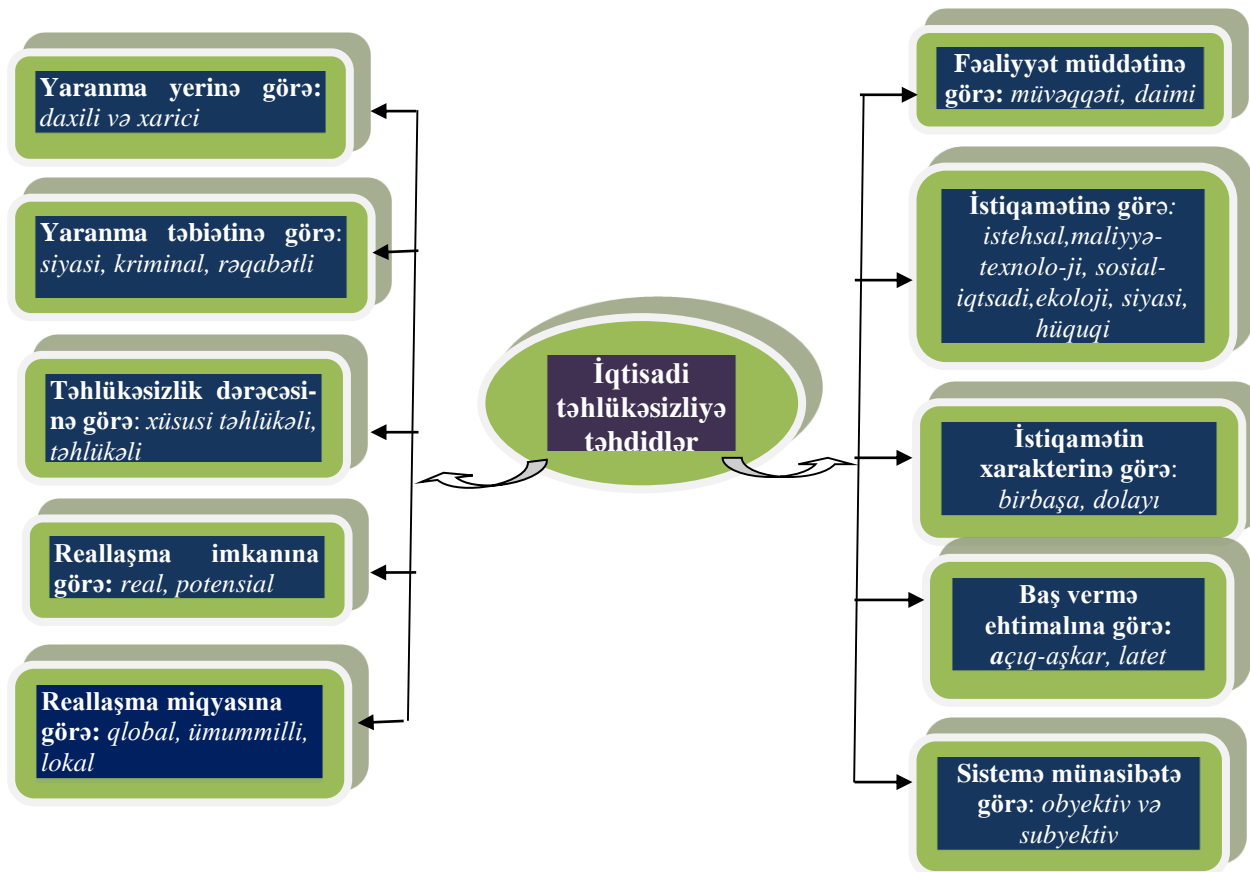 Yaranma yerinə görə:
daxili və xarici
Yaranma təbiətinə görə:
siyasi, kriminal, rəqabətli
Təhlükəsizlik dərəcəsi-
nə görə: xüsusi təhlükəli,
təhlükəli
Reallaşma imkanına
görə: real, potensial
Reallaşma miqyasına
görə: qlobal, ümummilli,
lokal
İqtisadi
təhlükəsizliyə
təhdidlər
Fəaliyyət müddətinə
görə: müvəqqəti, daimi
İstiqamətinə görə:
istehsal,maliyyə-
texnolo-ji, sosial-
iqtsadi,ekoloji, siyasi,
hüquqi
İstiqamətin
xarakterinə görə:
birbaşa, dolayı
Baş vermə
ehtimalına görə:
açıq-aşkar, latet
Sistemə münasibətə
görə: obyektiv və
subyektiv